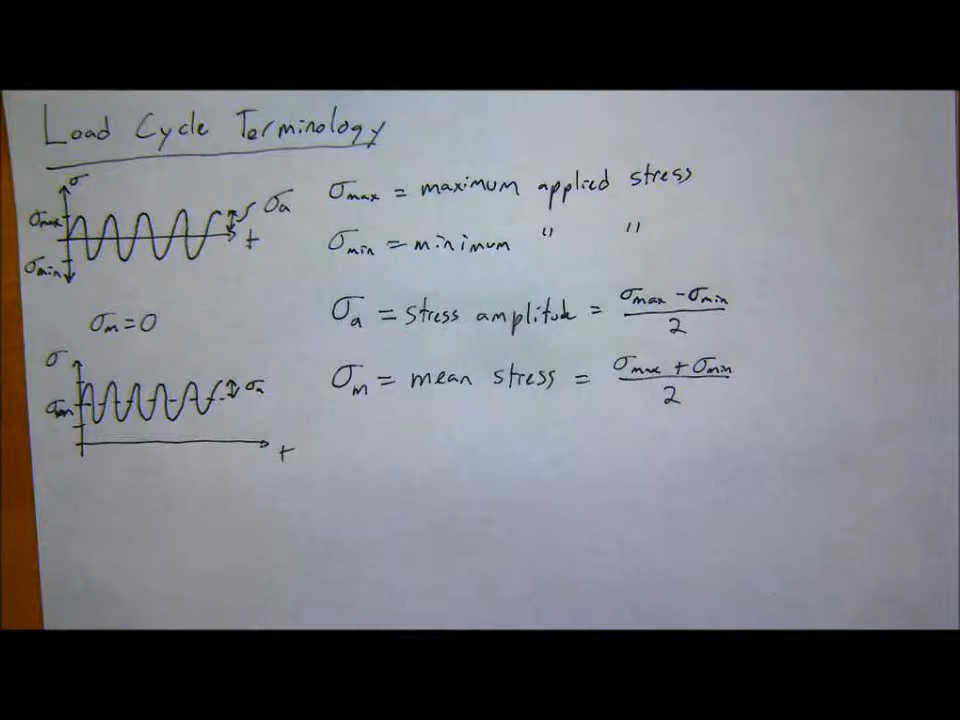 Load Cycle Terminology
σ
σmax
σa
t
σmin
σm = 0
σ
σa
σm
t
σmax = maximum applied stress
σmin = minimum " "
σa = stress amplitude = (σmax - σmin) / 2
σm = mean stress = (σmax + σmin) / 2